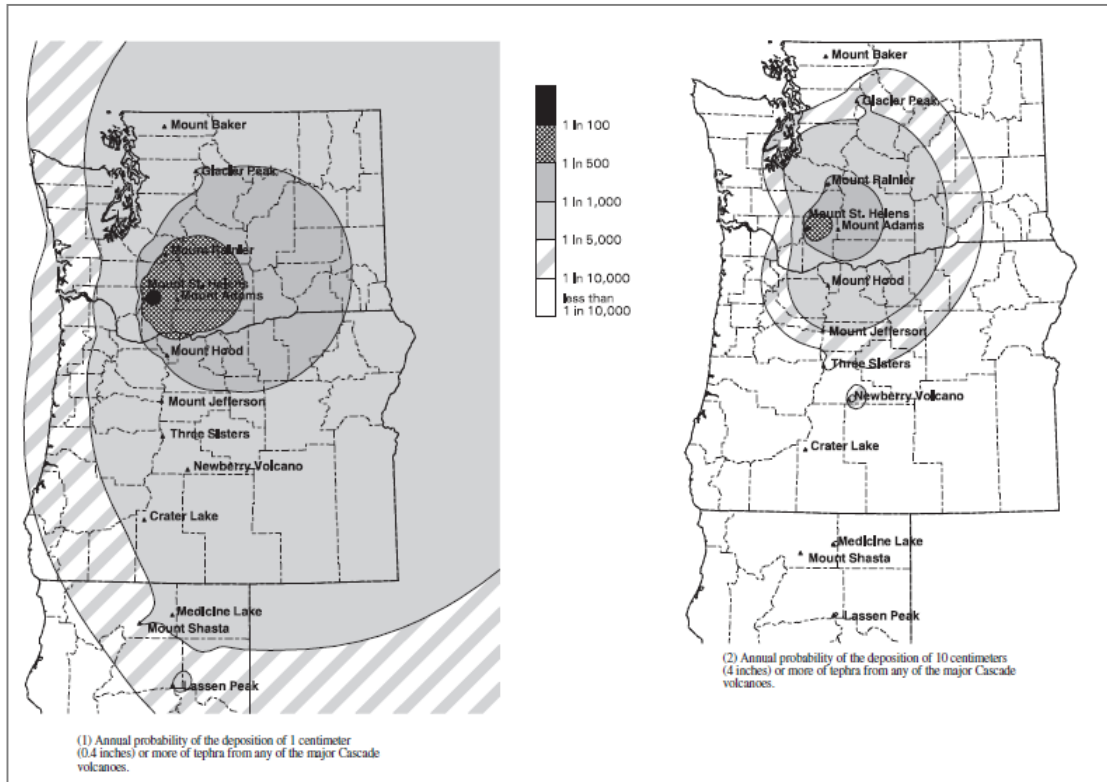 Mount Baker
Glacier Peak
Mount Rainier
Mount St. Helens
Mount Adams
Mount Hood
Mount Jefferson
Three Sisters
Newberry Volcano
Crater Lake
Medicine Lake
Mount Shasta
Lassen Peak
(1) Annual probability of the deposition of 1 centimeter
(0.4 inches) or more of tephra from any of the major Cascade
volcanoes.
1 In 100
1 In 500
1 In 1,000
1 In 5,000
1 In 10,000
less than
1 in 10,000
Mount Baker
Glacier Peak
Mount Rainier
Mount St. Helens
Mount Adams
Mount Hood
Mount Jefferson
Three Sisters
Newberry Volcano
Crater Lake
Medicine Lake
Mount Shasta
Lassen Peak
(2) Annual probability of the deposition of 10 centimeters
(4 inches) or more of tephra from any of the major Cascade
volcanoes.